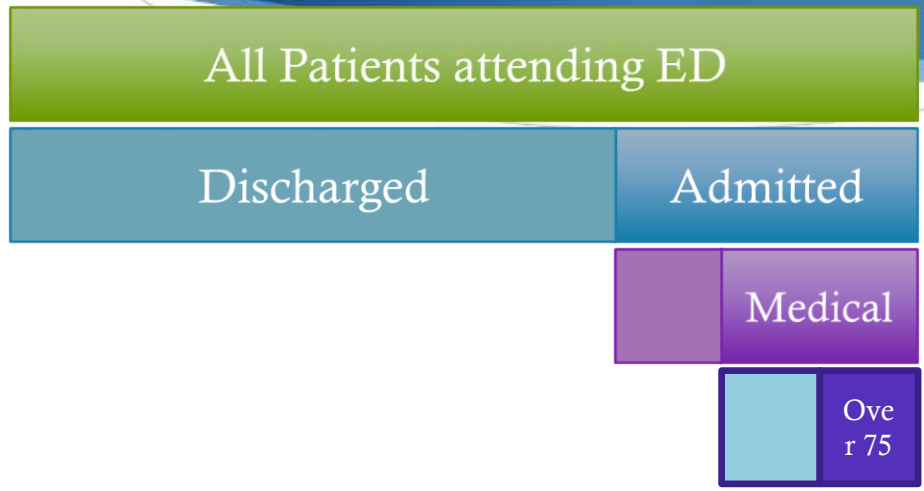 All Patients attending ED
Discharged
Admitted
Medical
Ove
r 75